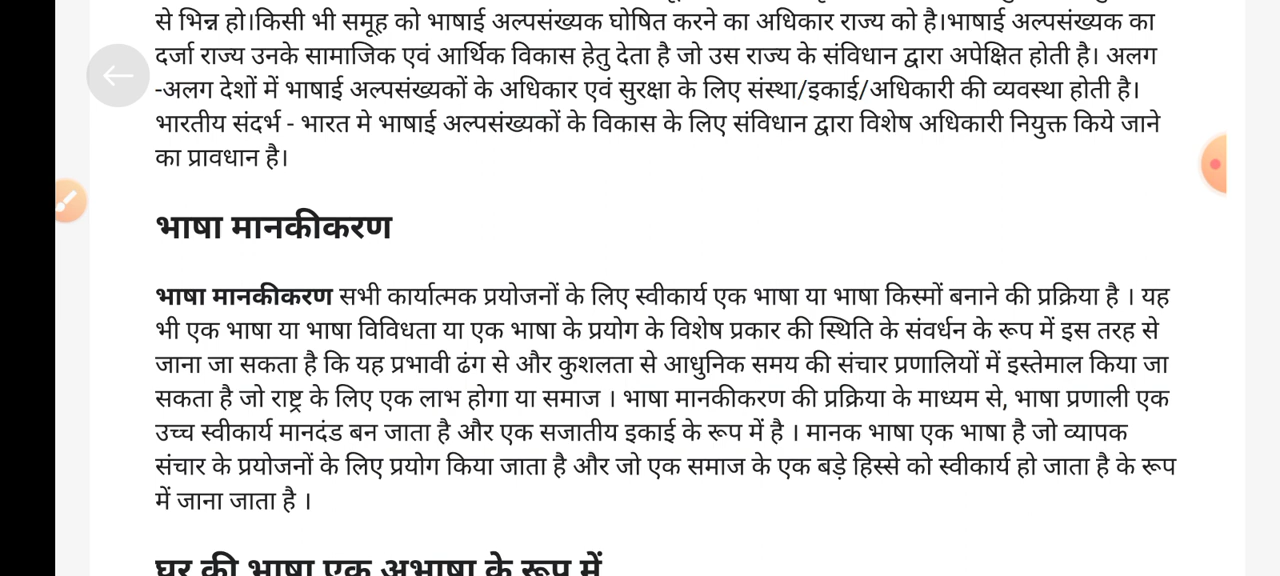 से भिन्न हो।किसी भी समूह को भाषाई अल्पसंख्यक घोषित करने का अधिकार राज्य को है।भाषाई अल्पसंख्यक का
दर्जा राज्य उनके सामाजिक एवं आर्थिक विकास हेतु देता है जो उस राज्य के संविधान द्वारा अपेक्षित होती है। अलग
-अलग देशों में भाषाई अल्पसंख्यकों के अधिकार एवं सुरक्षा के लिए संस्था/इकाई/अधिकारी की व्यवस्था होती है।
भारतीय संदर्भ - भारत मे भाषाई अल्पसंख्यकों के विकास के लिए संविधान द्वारा विशेष अधिकारी नियुक्त किये जाने
का प्रावधान है।
भाषा मानकीकरण
भाषा मानकीकरण सभी कार्यात्मक प्रयोजनों के लिए स्वीकार्य एक भाषा या भाषा किस्मों बनाने की प्रक्रिया है । यह
भी एक भाषा या भाषा विविधता या एक भाषा के प्रयोग के विशेष प्रकार की स्थिति के संवर्धन के रूप में इस तरह से
जाना जा सकता है कि यह प्रभावी ढंग से और कुशलता से आधुनिक समय की संचार प्रणालियों में इस्तेमाल किया जा
सकता है जो राष्ट्र के लिए एक लाभ होगा या समाज । भाषा मानकीकरण की प्रक्रिया के माध्यम से, भाषा प्रणाली एक
उच्च स्वीकार्य मानदंड बन जाता है और एक सजातीय इकाई के रूप में है । मानक भाषा एक भाषा है जो व्यापक
संचार के प्रयोजनों के लिए प्रयोग किया जाता है और जो एक समाज के एक बड़े हिस्से को स्वीकार्य हो जाता है के रूप
में जाना जाता है ।
घर की भाषा एक अभाषा के रूप में